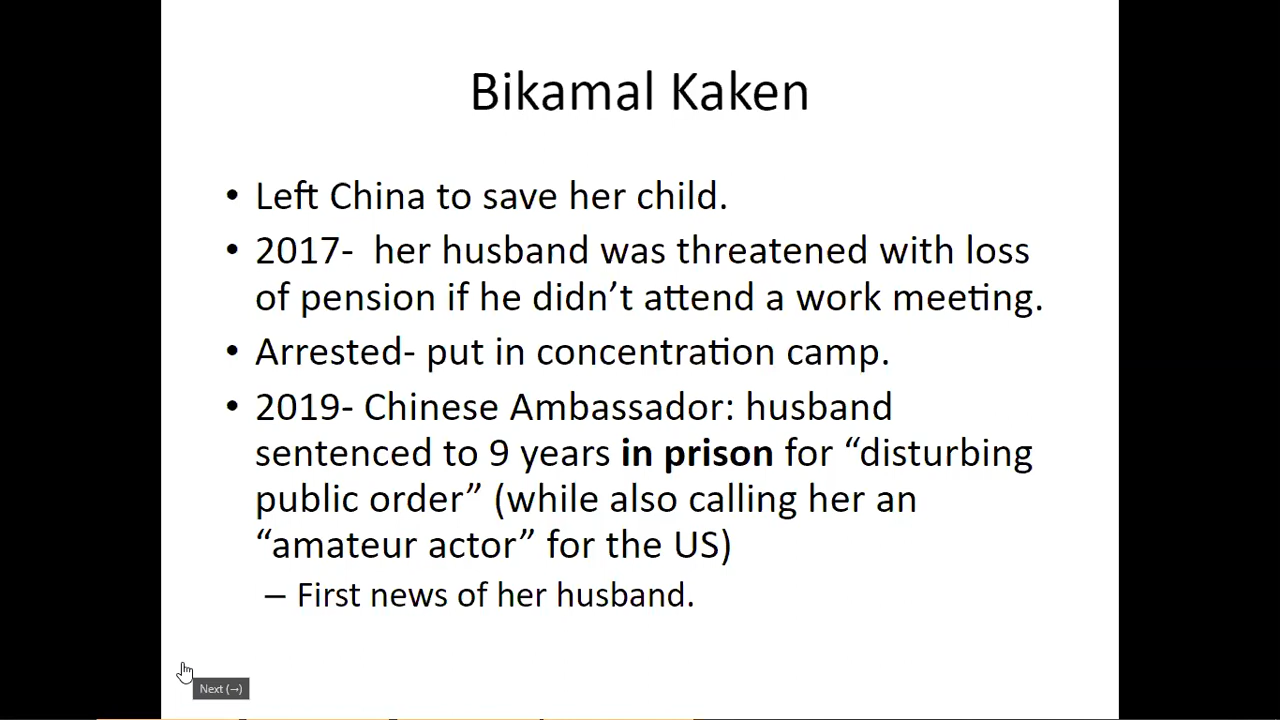 Bikamal Kaken
• Left China to save her child.
• 2017-  her husband was threatened with loss
of pension if he didn’t attend a work meeting.
• Arrested- put in concentration camp.
• 2019- Chinese Ambassador: husband
sentenced to 9 years in prison for “disturbing
public order” (while also calling her an
“amateur actor” for the US)
– First news of her husband.
Next (→)